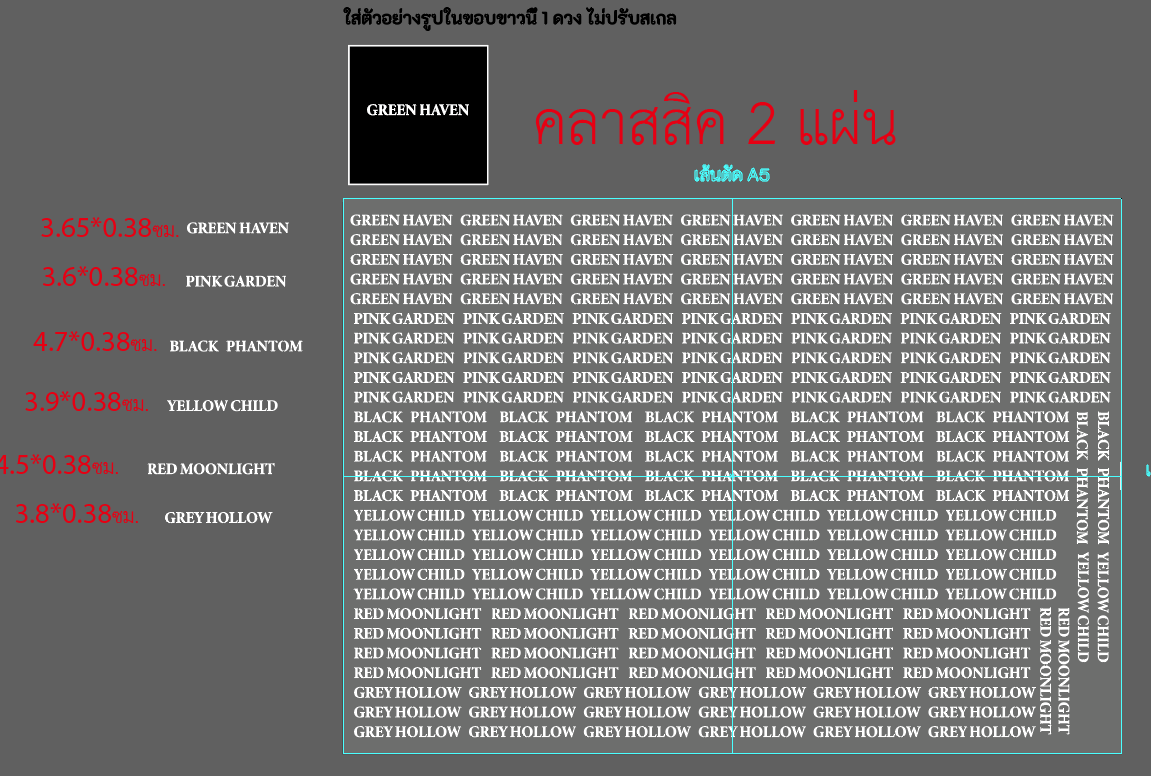 ใส่ตัวอย่างรูปในขอบขาวนี้ 1 ดวง ไม่ปรับสเกล
GREEN HAVEN
คลาสสิค 2 แผ่น
เส้นตัด A5
3.65*0.38ซม. GREEN HAVEN
3.6*0.38ซม. PINK GARDEN
4.7*0.38ซม. BLACK PHANTOM
3.9*0.38ซม. YELLOW CHILD
4.5*0.38ซม. RED MOONLIGHT
3.8*0.38ซม. GREY HOLLOW
GREEN HAVEN GREEN HAVEN GREEN HAVEN GREEN HAVEN GREEN HAVEN GREEN HAVEN GREEN HAVEN
GREEN HAVEN GREEN HAVEN GREEN HAVEN GREEN HAVEN GREEN HAVEN GREEN HAVEN GREEN HAVEN
GREEN HAVEN GREEN HAVEN GREEN HAVEN GREEN HAVEN GREEN HAVEN GREEN HAVEN GREEN HAVEN
GREEN HAVEN GREEN HAVEN GREEN HAVEN GREEN HAVEN GREEN HAVEN GREEN HAVEN GREEN HAVEN
GREEN HAVEN GREEN HAVEN GREEN HAVEN GREEN HAVEN GREEN HAVEN GREEN HAVEN GREEN HAVEN
PINK GARDEN PINK GARDEN PINK GARDEN PINK GARDEN PINK GARDEN PINK GARDEN PINK GARDEN
PINK GARDEN PINK GARDEN PINK GARDEN PINK GARDEN PINK GARDEN PINK GARDEN PINK GARDEN
PINK GARDEN PINK GARDEN PINK GARDEN PINK GARDEN PINK GARDEN PINK GARDEN PINK GARDEN
PINK GARDEN PINK GARDEN PINK GARDEN PINK GARDEN PINK GARDEN PINK GARDEN PINK GARDEN
PINK GARDEN PINK GARDEN PINK GARDEN PINK GARDEN PINK GARDEN PINK GARDEN PINK GARDEN
BLACK PHANTOM BLACK PHANTOM BLACK PHANTOM BLACK PHANTOM BLACK PHANTOM
BLACK PHANTOM BLACK PHANTOM BLACK PHANTOM BLACK PHANTOM BLACK PHANTOM
BLACK PHANTOM BLACK PHANTOM BLACK PHANTOM BLACK PHANTOM BLACK PHANTOM
BLACK PHANTOM BLACK PHANTOM BLACK PHANTOM BLACK PHANTOM BLACK PHANTOM
BLACK PHANTOM BLACK PHANTOM BLACK PHANTOM BLACK PHANTOM BLACK PHANTOM
YELLOW CHILD YELLOW CHILD YELLOW CHILD YELLOW CHILD YELLOW CHILD YELLOW CHILD
YELLOW CHILD YELLOW CHILD YELLOW CHILD YELLOW CHILD YELLOW CHILD YELLOW CHILD
YELLOW CHILD YELLOW CHILD YELLOW CHILD YELLOW CHILD YELLOW CHILD YELLOW CHILD
YELLOW CHILD YELLOW CHILD YELLOW CHILD YELLOW CHILD YELLOW CHILD YELLOW CHILD
YELLOW CHILD YELLOW CHILD YELLOW CHILD YELLOW CHILD YELLOW CHILD YELLOW CHILD
RED MOONLIGHT RED MOONLIGHT RED MOONLIGHT RED MOONLIGHT RED MOONLIGHT
RED MOONLIGHT RED MOONLIGHT RED MOONLIGHT RED MOONLIGHT RED MOONLIGHT
RED MOONLIGHT RED MOONLIGHT RED MOONLIGHT RED MOONLIGHT RED MOONLIGHT
RED MOONLIGHT RED MOONLIGHT RED MOONLIGHT RED MOONLIGHT RED MOONLIGHT
GREY HOLLOW GREY HOLLOW GREY HOLLOW GREY HOLLOW GREY HOLLOW GREY HOLLOW
GREY HOLLOW GREY HOLLOW GREY HOLLOW GREY HOLLOW GREY HOLLOW GREY HOLLOW
GREY HOLLOW GREY HOLLOW GREY HOLLOW GREY HOLLOW GREY HOLLOW GREY HOLLOW
BLACK PHANTOM YELLOW CHILD
BLACK PHANTOM YELLOW CHILD
RED MOONLIGHT
RED MOONLIGHT